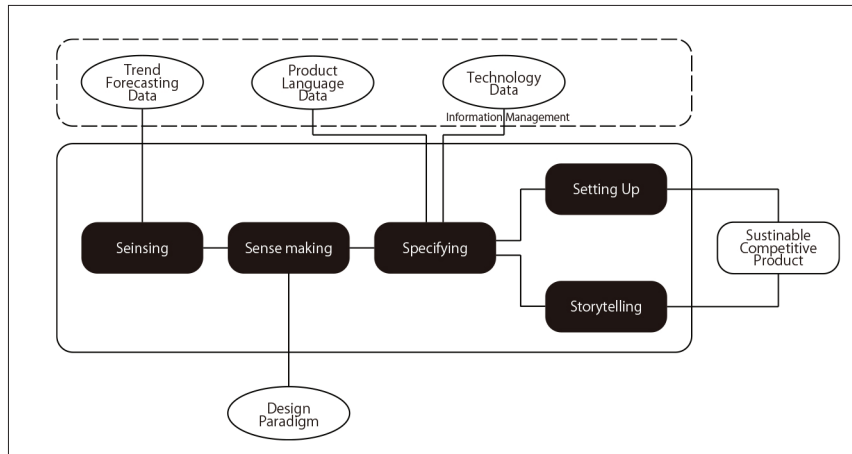 Trend
Forecasting
Data
Product
Language
Data
Technology
Data
Information Management
Setting Up
Seinsing
Sense making
Specifying
Sustinable
Competitive
Product
Storytelling
Design
Paradigm